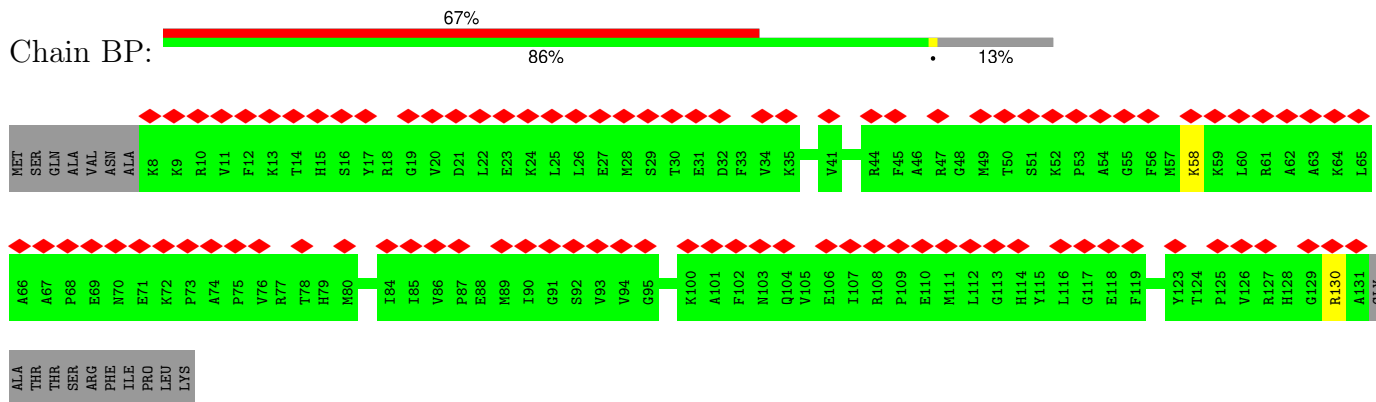 67%
Chain BP:
86% • 13%
MET SER GLN ALA VAL ASN ALA K8 K9 R10 V11 F12 K13 T14 H15 S16 Y17 R18 G19 V20 D21 L22 E23 K24 L25 L26 E27 M28 S29 T30 E31 D32 F33 V34 K35 V41 R44 F45 A46 R47 G48 M49 T50 S51 K52 P53 A54 G55 F56 M57 K58 K59 L60 R61 A62 A63 K64 L65
A66 A67 P68 E69 N70 E71 K72 P73 A74 P75 V76 R77 T78 H79 M80 I84 I85 V86 P87 E88 M89 I90 G91 S92 V93 V94 G95 K100 A101 F102 N103 Q104 V105 E106 I107 R108 P109 E110 M111 L112 G113 H114 Y115 L116 G117 E118 F119 Y123 T124 P125 V126 R127 H128 G129 R130 A131
ALA THR THR SER ARG PHE ILE PRO LEU LYS